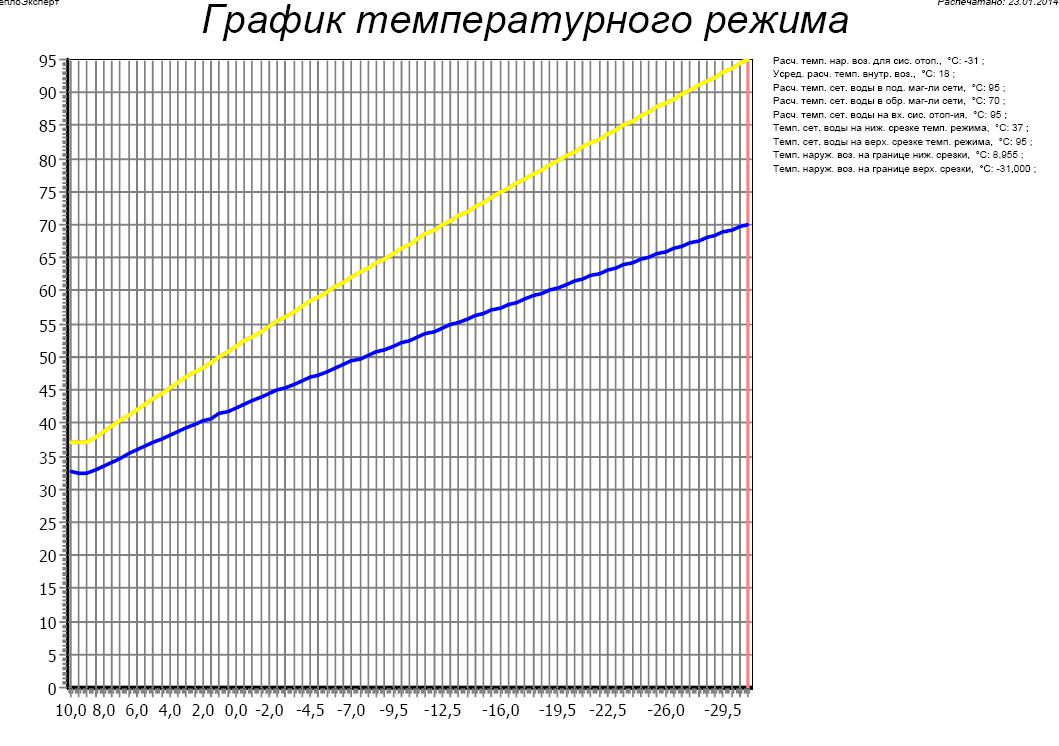 еплоЭксперт
Распечатано: 23.01.2014
График температурного режима
Расч. темп. нар. воз. для сис. отоп., °С: -31 ;
Усред. расч. темп. внутр. воз., °С: 18 ;
Расч. темп. сет. воды в под. маг-ли сети, °С: 95 ;
Расч. темп. сет. воды в обр. маг-ли сети, °С: 70 ;
Расч. темп. сет. воды на вх. сис. отоп-ия, °С: 95 ;
Темп. сет. воды на ниж. срезке темп. режима, °С: 37 ;
Темп. сет. воды на верх. срезке темп. режима, °С: 95 ;
Темп. наруж. воз. на границе ниж. срезки, °С: 8,955 ;
Темп. наруж. воз. на границе верх. срезки, °С: -31,000 ;
95
90
85
80
75
70
65
60
55
50
45
40
35
30
25
20
15
10
5
0
10,0 8,0 6,0 4,0 2,0 0,0 -2,0 -4,5 -7,0 -9,5 -12,5 -16,0 -19,5 -22,5 -26,0 -29,5